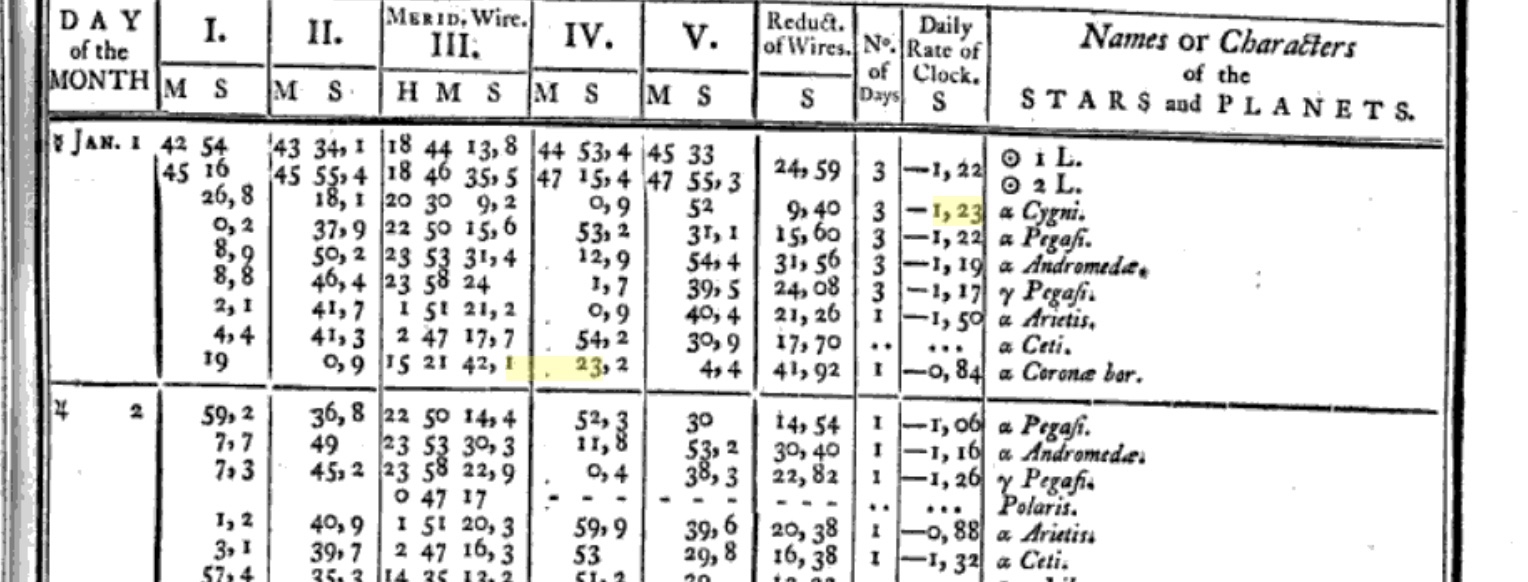 DAY of the MONTH | I. M S | II. M S | MERID. Wire. III. H M S | IV. M S | V. M S | Reduct. of Wires. S | Nº. of Days | Daily Rate of Clock. S | Names or Characters of the STARS and PLANETS.
☿ JAN. 1 42 54 43 34,1 18 44 13,8 44 53,4 45 33 ☉ 1 L.
45 16 45 55,4 18 46 35,5 47 15,4 47 55,3 24,59 3 —1,22 ☉ 2 L.
26,8 18,1 20 30 9,2 0,9 52 9,40 3 —1,23 α Cygni.
0,2 37,9 22 50 15,6 53,2 31,1 15,60 3 —1,22 α Pegaſi.
8,9 50,2 23 53 31,4 12,9 54,4 31,56 3 —1,19 α Andromedæ.
8,8 46,4 23 58 24 1,7 39,5 24,08 3 —1,17 γ Pegaſi.
2,1 41,7 1 51 21,2 0,9 40,4 21,26 1 —1,50 α Arietis.
4,4 41,3 2 47 17,7 54,2 30,9 17,70 .. ... α Ceti.
19 0,9 15 21 42,1 23,2 4,4 41,92 1 —0,84 α Coronæ bor.
♃ 2 59,2 36,8 22 50 14,4 52,3 30 14,54 1 —1,06 α Pegaſi.
7,7 49 23 53 30,3 11,8 53,2 30,40 1 —1,16 α Andromedæ.
7,3 45,2 23 58 22,9 0,4 38,3 22,82 1 —1,26 γ Pegaſi.
0 47 17 - - - - - - - - - .. ... Polaris.
1,2 40,9 1 51 20,3 59,9 39,6 20,38 1 —0,88 α Arietis.
3,1 39,7 2 47 16,3 53 29,8 16,38 1 —1,32 α Ceti.
57,4 35,3 14 35 51,2